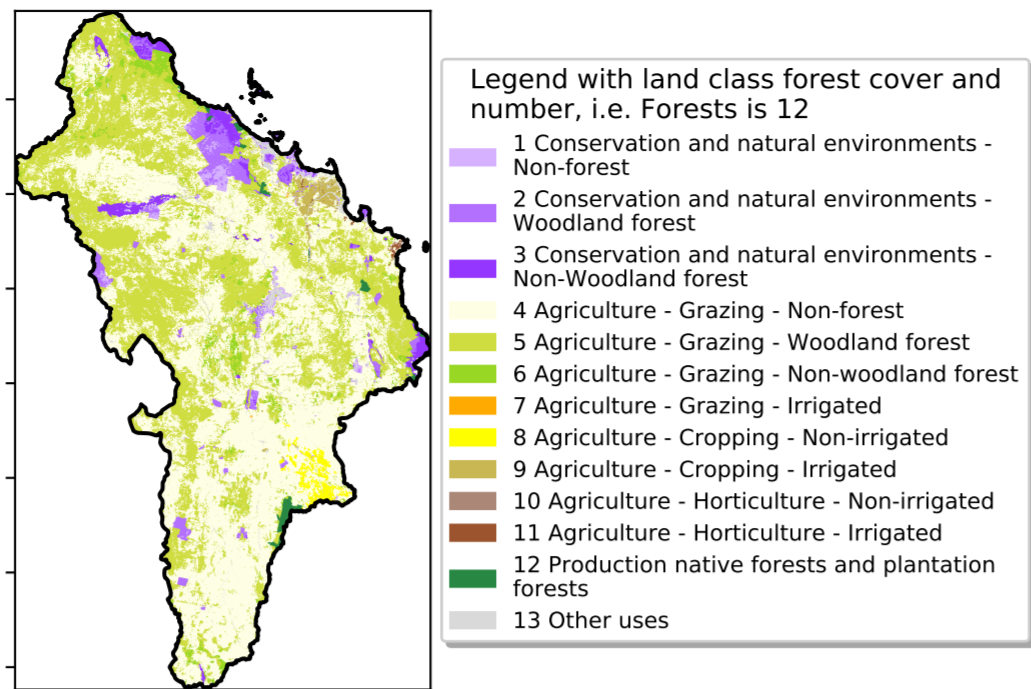 Legend with land class forest cover and
number, i.e. Forests is 12
1 Conservation and natural environments -
Non-forest
2 Conservation and natural environments -
Woodland forest
3 Conservation and natural environments -
Non-Woodland forest
4 Agriculture - Grazing - Non-forest
5 Agriculture - Grazing - Woodland forest
6 Agriculture - Grazing - Non-woodland forest
7 Agriculture - Grazing - Irrigated
8 Agriculture - Cropping - Non-irrigated
9 Agriculture - Cropping - Irrigated
10 Agriculture - Horticulture - Non-irrigated
11 Agriculture - Horticulture - Irrigated
12 Production native forests and plantation
forests
13 Other uses